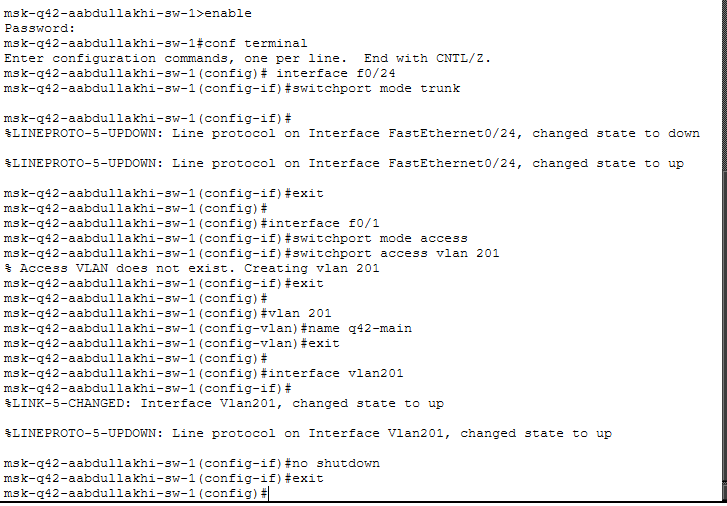 msk-q42-aabdullakhi-sw-1>enable
Password:
msk-q42-aabdullakhi-sw-1#conf terminal
Enter configuration commands, one per line.  End with CNTL/Z.
msk-q42-aabdullakhi-sw-1(config)# interface f0/24
msk-q42-aabdullakhi-sw-1(config-if)#switchport mode trunk

msk-q42-aabdullakhi-sw-1(config-if)#
%LINEPROTO-5-UPDOWN: Line protocol on Interface FastEthernet0/24, changed state to down

%LINEPROTO-5-UPDOWN: Line protocol on Interface FastEthernet0/24, changed state to up

msk-q42-aabdullakhi-sw-1(config-if)#exit
msk-q42-aabdullakhi-sw-1(config)#
msk-q42-aabdullakhi-sw-1(config)#interface f0/1
msk-q42-aabdullakhi-sw-1(config-if)#switchport mode access
msk-q42-aabdullakhi-sw-1(config-if)#switchport access vlan 201
% Access VLAN does not exist. Creating vlan 201
msk-q42-aabdullakhi-sw-1(config-if)#exit
msk-q42-aabdullakhi-sw-1(config)#
msk-q42-aabdullakhi-sw-1(config)#vlan 201
msk-q42-aabdullakhi-sw-1(config-vlan)#name q42-main
msk-q42-aabdullakhi-sw-1(config-vlan)#exit
msk-q42-aabdullakhi-sw-1(config)#
msk-q42-aabdullakhi-sw-1(config)#interface vlan201
msk-q42-aabdullakhi-sw-1(config-if)#
%LINK-5-CHANGED: Interface Vlan201, changed state to up

%LINEPROTO-5-UPDOWN: Line protocol on Interface Vlan201, changed state to up

msk-q42-aabdullakhi-sw-1(config-if)#no shutdown
msk-q42-aabdullakhi-sw-1(config-if)#exit
msk-q42-aabdullakhi-sw-1(config)#